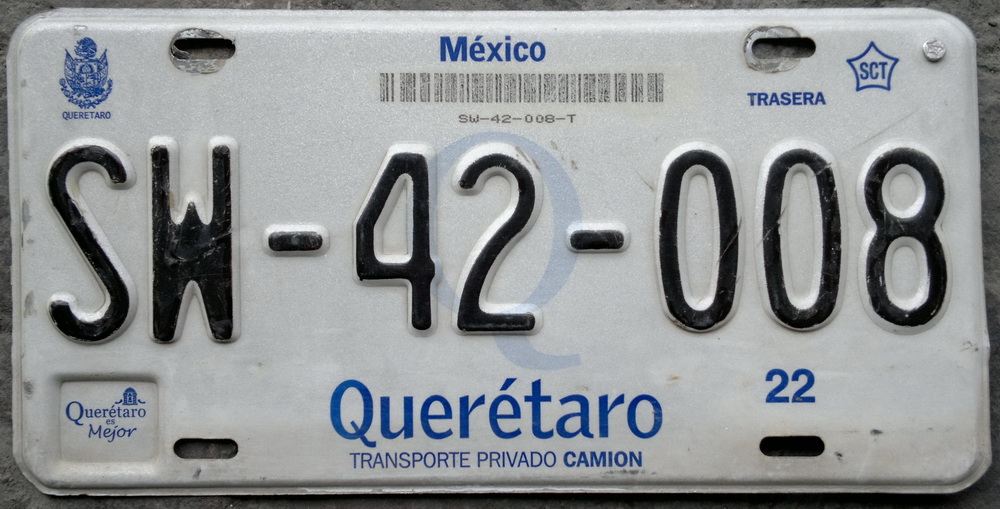 México
QUERETARO
SW-42-008-T
TRASERA
SCT
SW-42-008
Querétaro
es
Mejor
Querétaro
TRANSPORTE PRIVADO CAMION
22